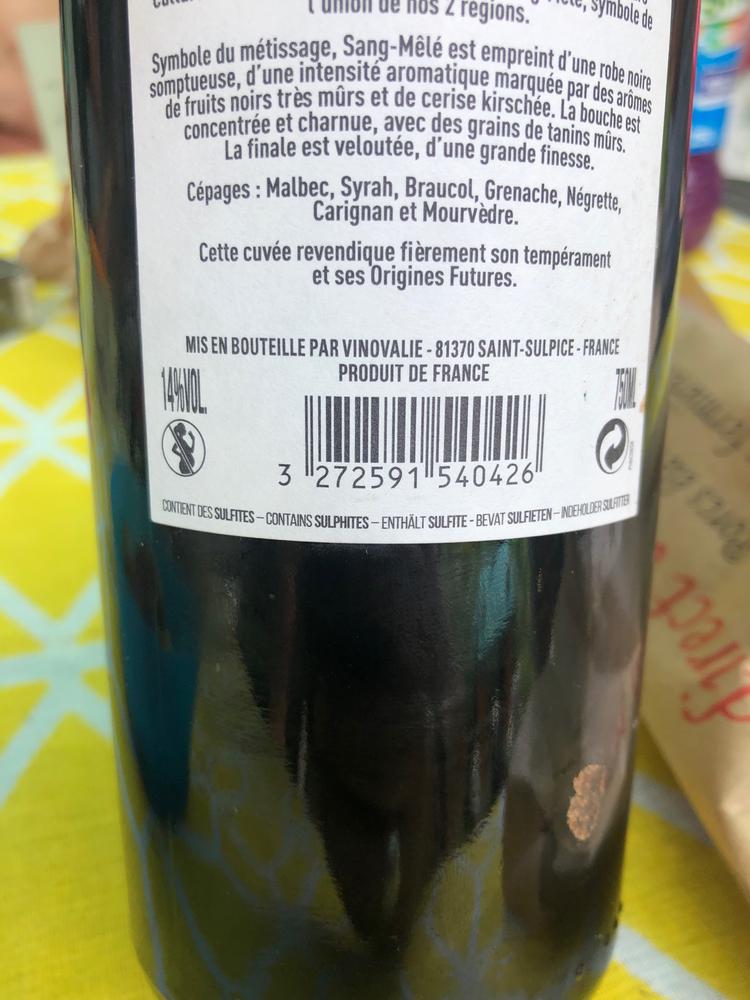 l'union de nos 2 régions.
symbole de
Symbole du métissage, Sang-Mêlé est empreint d'une robe noire
somptueuse, d'une intensité aromatique marquée par des arômes
de fruits noirs très mûrs et de cerise kirschée. La bouche est
concentrée et charnue, avec des grains de tanins mûrs.
La finale est veloutée, d'une grande finesse.
Cépages : Malbec, Syrah, Braucol, Grenache, Négrette,
Carignan et Mourvèdre.
Cette cuvée revendique fièrement son tempérament
et ses Origines Futures.
MIS EN BOUTEILLE PAR VINOVALIE - 81370 SAINT-SULPICE - FRANCE
PRODUIT DE FRANCE
14%VOL.
750ML
3 272591 540426
CONTIENT DES SULFITES – CONTAINS SULPHITES – ENTHÄLT SULFITE - BEVAT SULFIETEN – INDEHOLDER SULFITTER
direct